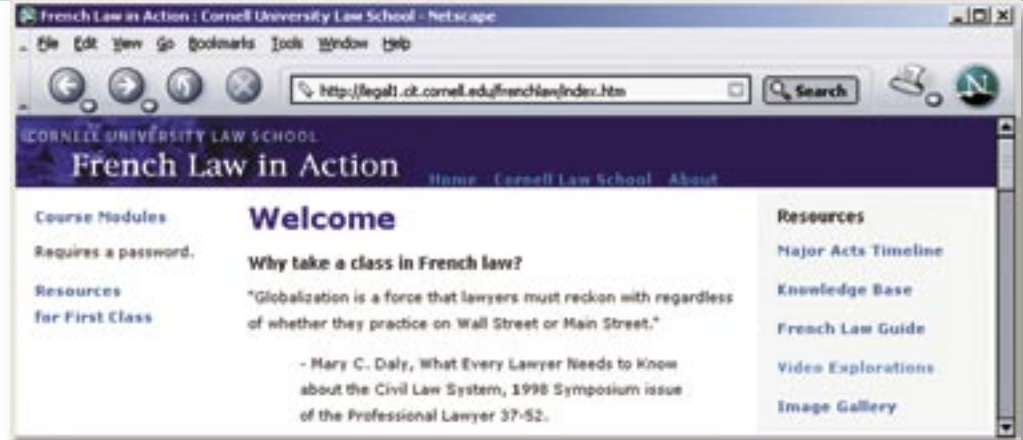 French Law in Action : Cornell University Law School - Netscape
File Edit View Go Bookmarks Tools Window Help
http://legal1.cit.cornell.edu/frenchlaw/index.htm
Search
N
CORNELL UNIVERSITY LAW SCHOOL
French Law in Action
Home Cornell Law School About
Course Modules
Requires a password.
Resources
for First Class
Welcome
Why take a class in French law?
"Globalization is a force that lawyers must reckon with regardless
of whether they practice on Wall Street or Main Street."
- Mary C. Daly, What Every Lawyer Needs to Know
about the Civil Law System, 1998 Symposium issue
of the Professional Lawyer 37-52.
Resources
Major Acts Timeline
Knowledge Base
French Law Guide
Video Explorations
Image Gallery